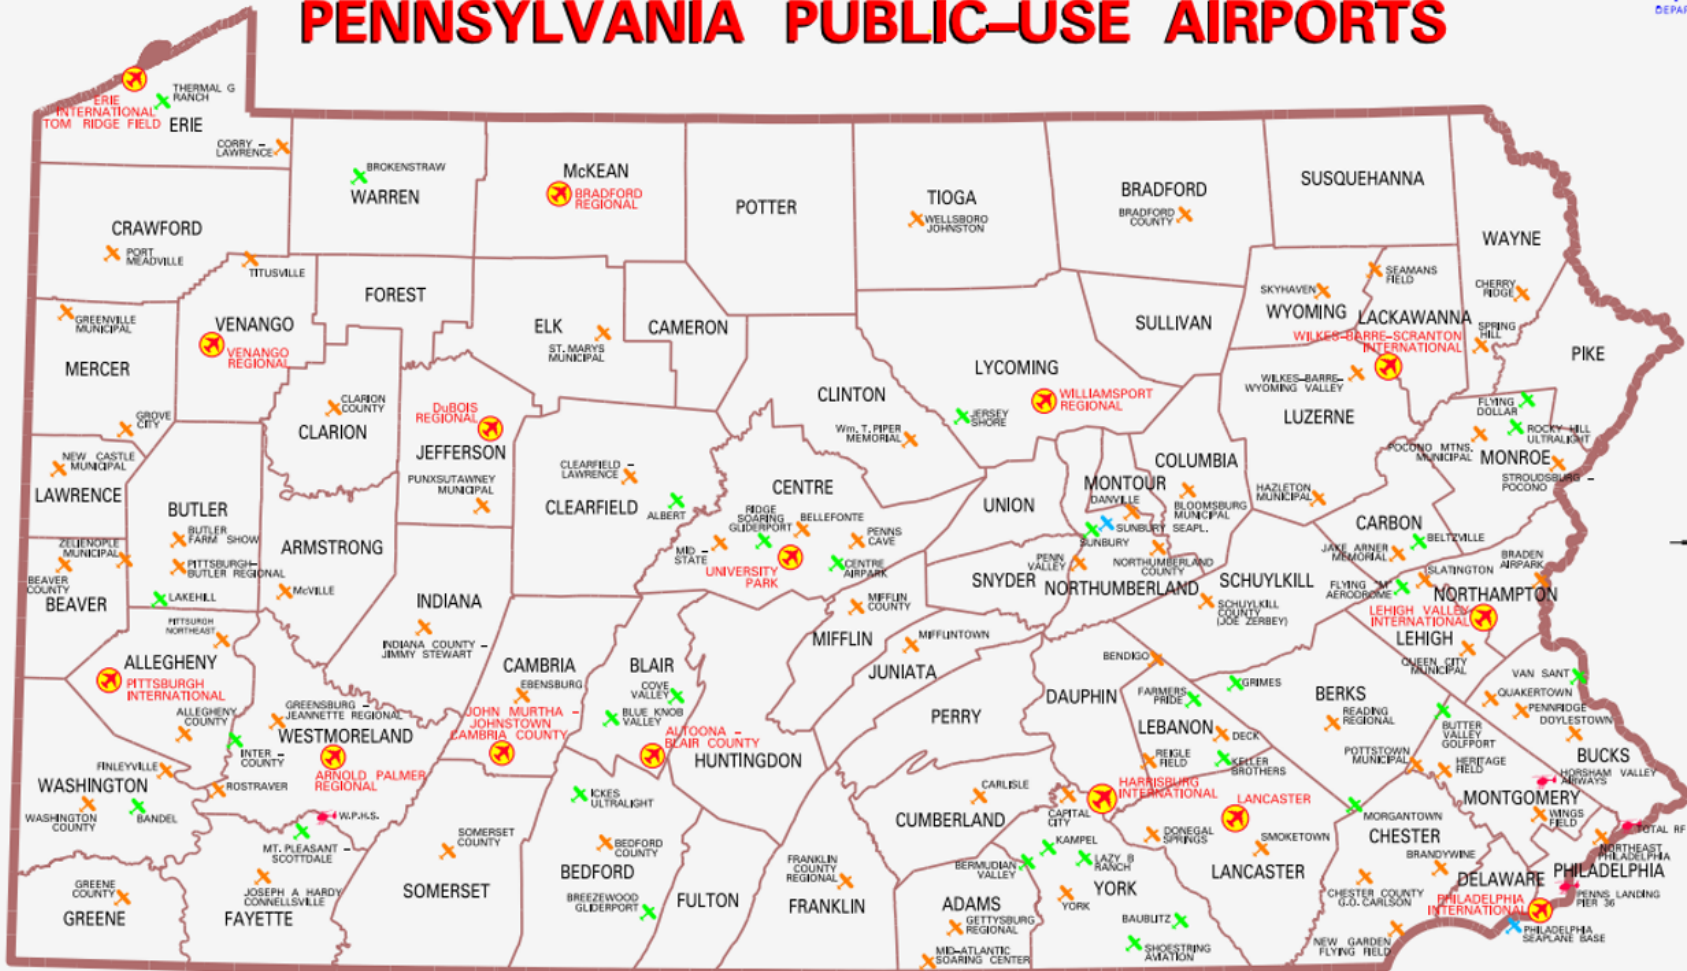 PENNSYLVANIA PUBLIC-USE AIRPORTS
DEPAR
THERMAL G
RANCH
ERIE
INTERNATIONAL
TOM RIDGE FIELD
ERIE
CORRY -
LAWRENCE
BROKENSTRAW
WARREN
McKEAN
BRADFORD
REGIONAL
POTTER
TIOGA
WELLSBORO
JOHNSTON
BRADFORD
BRADFORD
COUNTY
SUSQUEHANNA
WAYNE
CRAWFORD
PORT
MEADVILLE
TITUSVILLE
FOREST
GREENVILLE
MUNICIPAL
MERCER
GROVE
CITY
VENANGO
VENANGO
REGIONAL
ELK
ST. MARYS
MUNICIPAL
CAMERON
SULLIVAN
SKYHAVEN
WYOMING
SEAMANS
FIELD
LACKAWANNA
WILKES-BARRE-SCRANTON
INTERNATIONAL
CHERRY
RIDGE
SPRING
HILL
PIKE
WILKES-BARRE-
WYOMING VALLEY
LUZERNE
CLARION
COUNTY
CLARION
DuBOIS
REGIONAL
JEFFERSON
PUNXSUTAWNEY
MUNICIPAL
CLINTON
Wm. T. PIPER
MEMORIAL
LYCOMING
WILLIAMSPORT
REGIONAL
JERSEY
SHORE
FLYING
DOLLAR
ROCKY HILL
ULTRALIGHT
POCONO MTNS.
MUNICIPAL
MONROE
STROUDSBURG -
POCONO
NEW CASTLE
MUNICIPAL
LAWRENCE
BUTLER
BUTLER
FARM SHOW
PITTSBURGH-
BUTLER REGIONAL
ZELIENOPLE
MUNICIPAL
BEAVER
COUNTY
BEAVER
LAKEHILL
ARMSTRONG
McVILLE
CLEARFIELD -
LAWRENCE
CLEARFIELD
ALBERT
CENTRE
RIDGE
SOARING
GLIDERPORT
BELLEFONTE
PENNS
CAVE
MID -
STATE
UNIVERSITY
PARK
CENTRE
AIRPARK
UNION
MONTOUR
DANVILLE
COLUMBIA
BLOOMSBURG
MUNICIPAL
SUNBURY SEAPL.
SUNBURY
HAZLETON
MUNICIPAL
CARBON
JAKE ARNER
MEMORIAL
BELTZVILLE
PENN
VALLEY
SNYDER
NORTHUMBERLAND
COUNTY
NORTHUMBERLAND
SCHUYLKILL
SCHUYLKILL
COUNTY
(JOE ZERBEY)
FLYING "M"
AERODROME
SLATINGTON
BRADEN
AIRPARK
NORTHAMPTON
LEHIGH VALLEY
INTERNATIONAL
LEHIGH
QUEEN CITY
MUNICIPAL
PITTSBURGH
NORTHEAST
ALLEGHENY
PITTSBURGH
INTERNATIONAL
ALLEGHENY
COUNTY
INDIANA
INDIANA COUNTY -
JIMMY STEWART
CAMBRIA
EBENSBURG
JOHN MURTHA -
JOHNSTOWN
CAMBRIA COUNTY
BLAIR
COVE
VALLEY
BLUE KNOB
VALLEY
ALTOONA -
BLAIR COUNTY
HUNTINGDON
MIFFLIN
COUNTY
MIFFLIN
MIFFLINTOWN
JUNIATA
PERRY
DAUPHIN
BENDIGO
FARMERS
PRIDE
GRIMES
LEBANON
DECK
REIGLE
FIELD
KELLER
BROTHERS
BERKS
READING
REGIONAL
VAN SANT
QUAKERTOWN
PENNRIDGE
DOYLESTOWN
BUCKS
BUTTER
VALLEY
GOLFPORT
POTTSTOWN
MUNICIPAL
HERITAGE
FIELD
HORSHAM VALLEY
AIRWAYS
MONTGOMERY
WINGS
FIELD
GREENSBURG -
JEANNETTE REGIONAL
WESTMORELAND
INTER -
COUNTY
ARNOLD PALMER
REGIONAL
ROSTRAVER
FINLEYVILLE
WASHINGTON
WASHINGTON
COUNTY
BANDEL
W.P.H.S.
MT. PLEASANT -
SCOTTDALE
JOSEPH A HARDY
CONNELLSVILLE
FAYETTE
GREENE
COUNTY
GREENE
SOMERSET
COUNTY
SOMERSET
ICKES
ULTRALIGHT
BEDFORD
COUNTY
BEDFORD
BREEZEWOOD
GLIDERPORT
FULTON
FRANKLIN
COUNTY
REGIONAL
FRANKLIN
CARLISLE
CUMBERLAND
CAPITAL
CITY
HARRISBURG
INTERNATIONAL
LANCASTER
SMOKETOWN
LANCASTER
DONEGAL
SPRINGS
KAMPEL
BERMUDIAN
VALLEY
LAZY B
RANCH
YORK
YORK
BAUBLITZ
SHOESTRING
AVIATION
ADAMS
GETTYSBURG
REGIONAL
MID-ATLANTIC
SOARING CENTER
MORGANTOWN
CHESTER
BRANDYWINE
CHESTER COUNTY
G.O. CARLSON
NEW GARDEN
FLYING FIELD
DELAWARE
TOTAL RF
NORTHEAST
PHILADELPHIA
PHILADELPHIA
PHILADELPHIA
INTERNATIONAL
PENNS LANDING
PIER 36
PHILADELPHIA
SEAPLANE BASE